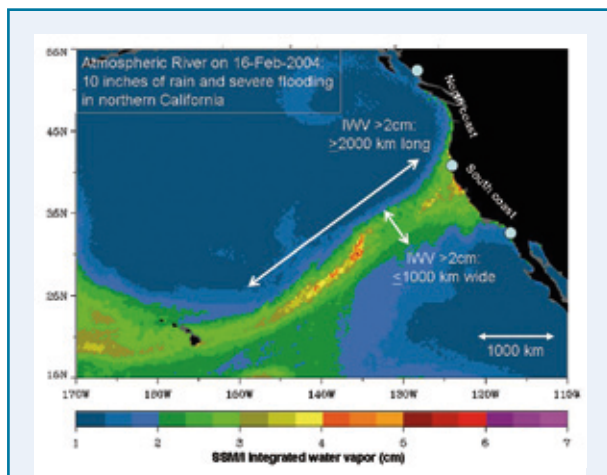 Atmospheric River on 16-Feb-2004:
10 inches of rain and severe flooding
in northern California
IWV >2cm:
>2000 km long
North coast
South coast
IWV >2cm:
<1000 km wide
1000 km
55N
45N
35N
25N
15N
170W 160W 150W 140W 130W 120W 110W
1 2 3 4 5 6 7
SSM/I Integrated water vapor (cm)